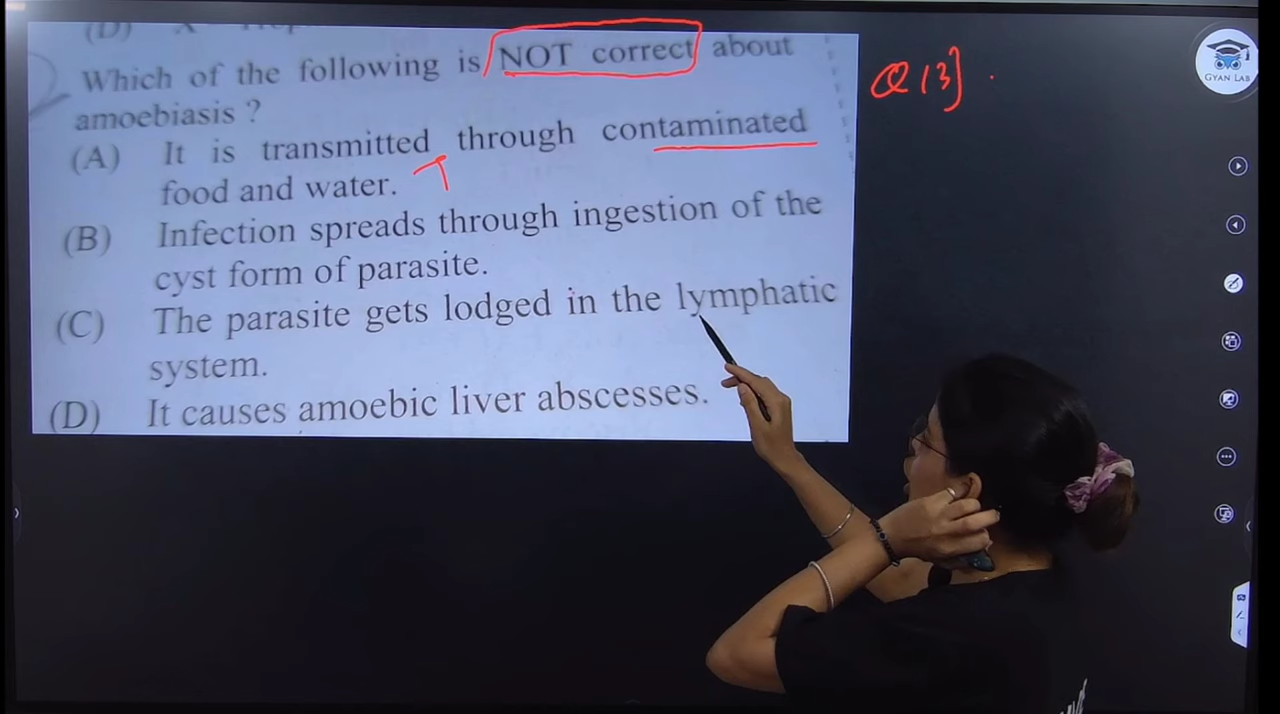 (D)
Which of the following is NOT correct about
amoebiasis ?
(A) It is transmitted through contaminated
food and water. T
(B) Infection spreads through ingestion of the
cyst form of parasite.
(C) The parasite gets lodged in the lymphatic
system.
(D) It causes amoebic liver abscesses.
Q 13]
GYAN LAB